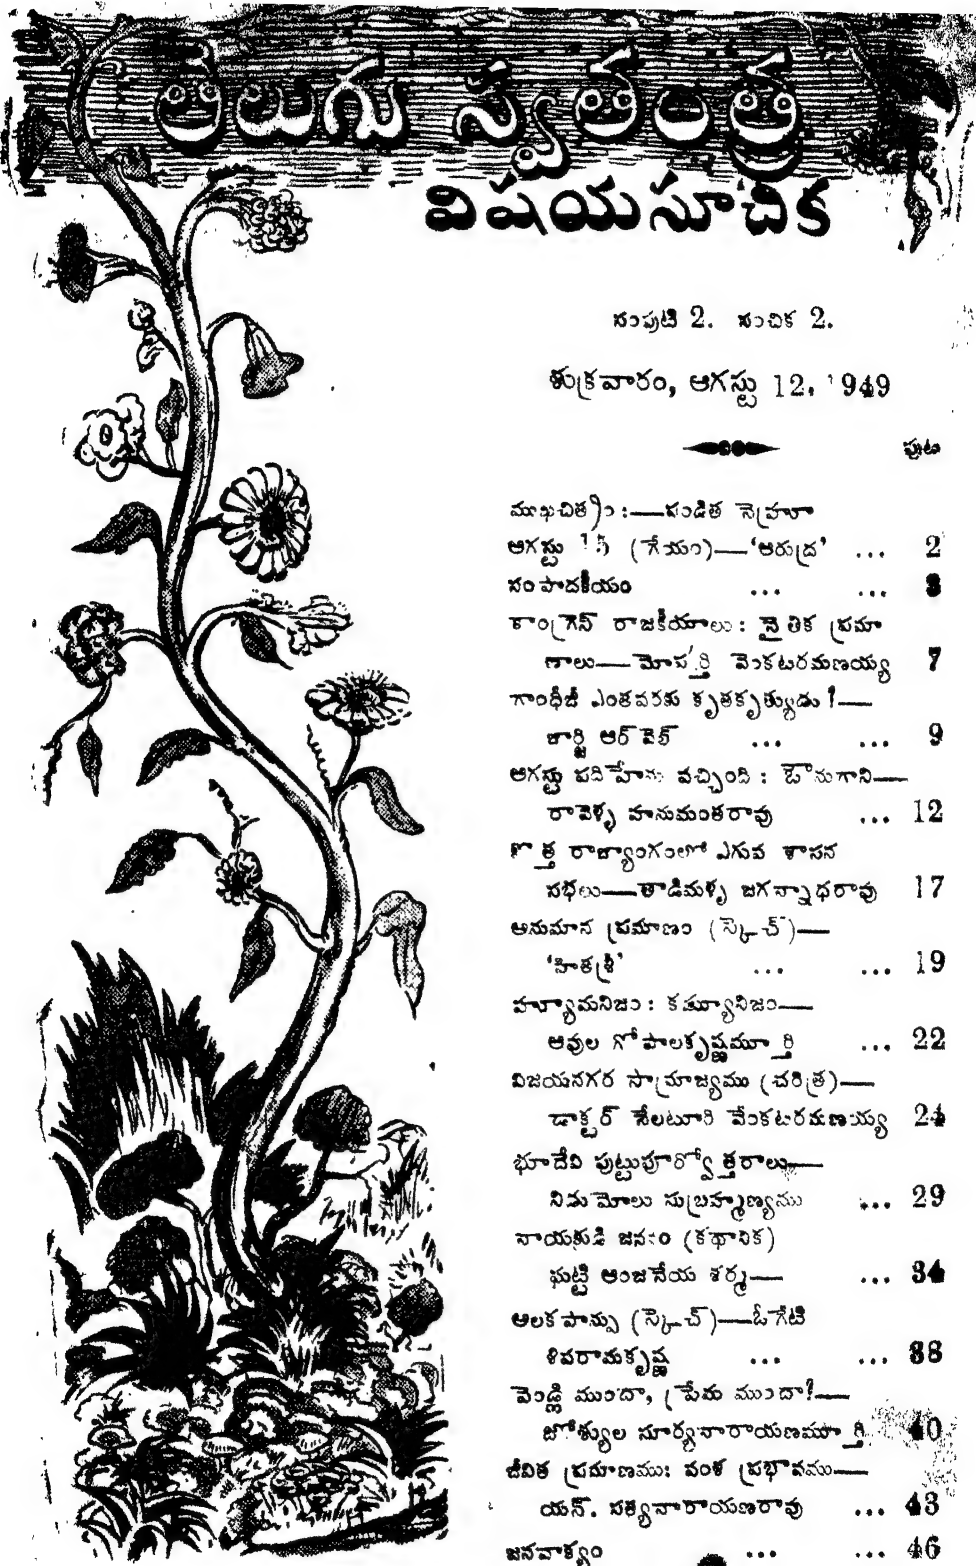 తెలుగు స్వతంత్ర
విషయసూచిక
సంపుటి 2. సంచిక 2.
శుక్రవారం, ఆగస్టు 12, 1949
పుట
ముఖచిత్రం :—పండిత నెహ్రూ
ఆగస్టు 15 (గేయం)—‘ఆరుద్ర’ ... 2
సంపాదకీయం ... ... 3
కాంగ్రెస్ రాజకీయాలు : నైతిక ప్రమా
ణాలు—మోపర్తి వెంకటరమణయ్య 7
గాంధీజీ ఎంతవరకు కృతకృత్యుడు ?—
జార్జి ఆర్ వెల్ ... ... 9
ఆగస్టు పదిహేను వచ్చింది : ఔనుగాని—
రావెళ్ళ హనుమంతరావు ... 12
కొత్త రాజ్యాంగంలో ఎగువ శాసన
సభలు—తాడిమళ్ళ జగన్నాధరావు 17
అనుమాన ప్రమాణం (స్కెచ్)—
‘హితశ్రీ’ ... ... 19
హ్యూమనిజం : కమ్యూనిజం—
ఆవుల గోపాలకృష్ణమూర్తి ... 22
విజయనగర సామ్రాజ్యము (చరిత్ర)—
డాక్టర్ నేలటూరి వేంకటరమణయ్య 24
భూదేవి పుట్టుపూర్వోత్తరాలు—
నిడుమోలు సుబ్రహ్మణ్యము ... 29
నాయకుడి జననం (కథానిక)
ఘట్టి ఆంజనేయ శర్మ— ... 34
అలకపాన్పు (స్కెచ్)—ఓగేటి
శివరామకృష్ణ ... ... 38
పెండ్లి ముందా, ప్రేమ ముందా?—
జోశ్యుల సూర్యనారాయణమూర్తి 40
జీవిత ప్రమాణము: వంశ ప్రభావము—
యన్. సత్యనారాయణరావు ... 43
జనవాక్యం ... ... 46